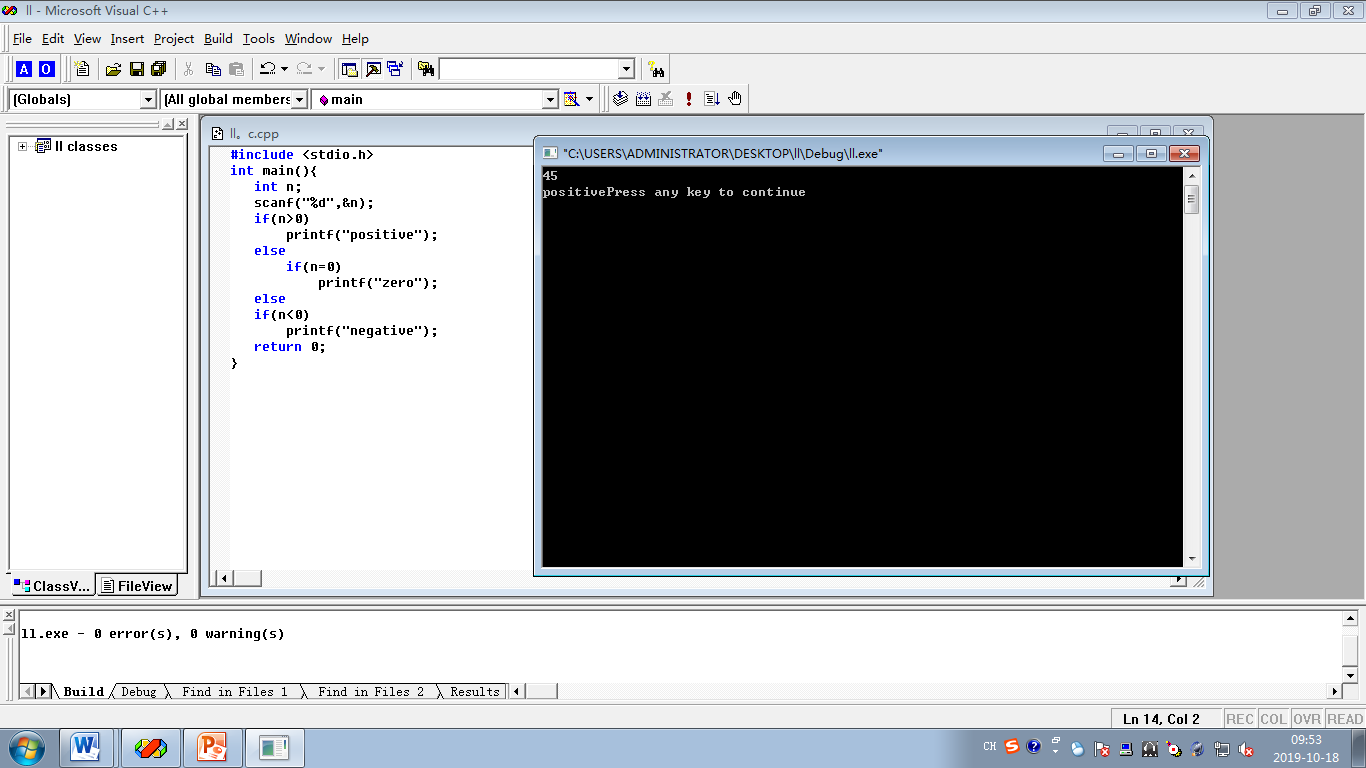 ll - Microsoft Visual C++
File Edit View Insert Project Build Tools Window Help
A O
(Globals) (All global members main
ll classes
ll。c.cpp
#include <stdio.h>
int main(){
int n;
scanf("%d",&n);
if(n>0)
printf("positive");
else
if(n=0)
printf("zero");
else
if(n<0)
printf("negative");
return 0;
}
"C:\USERS\ADMINISTRATOR\DESKTOP\ll\Debug\ll.exe"
45
positivePress any key to continue
ClassV... FileView
ll.exe - 0 error(s), 0 warning(s)
Build Debug Find in Files 1 Find in Files 2 Results
Ln 14, Col 2 REC COL OVR READ
CH 09:53
2019-10-18